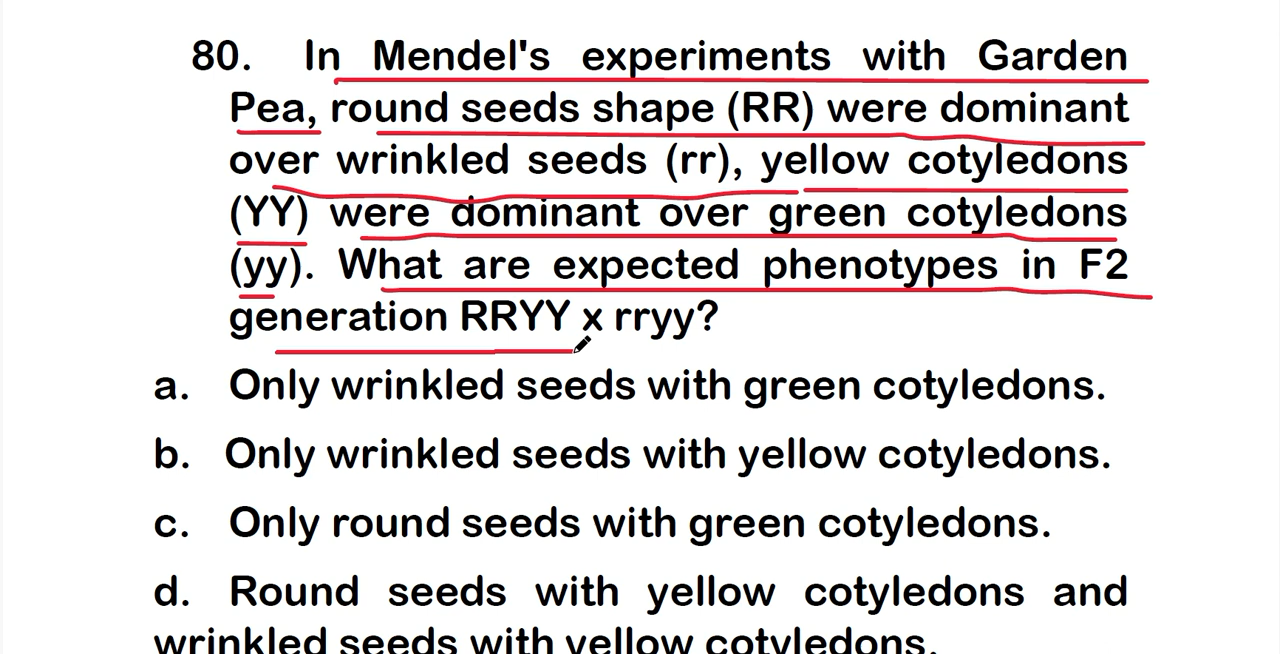 80. In Mendel's experiments with Garden
Pea, round seeds shape (RR) were dominant
over wrinkled seeds (rr), yellow cotyledons
(YY) were dominant over green cotyledons
(yy). What are expected phenotypes in F2
generation RRYY x rryy?
a. Only wrinkled seeds with green cotyledons.
b. Only wrinkled seeds with yellow cotyledons.
c. Only round seeds with green cotyledons.
d. Round seeds with yellow cotyledons and
wrinkled seeds with yellow cotyledons.